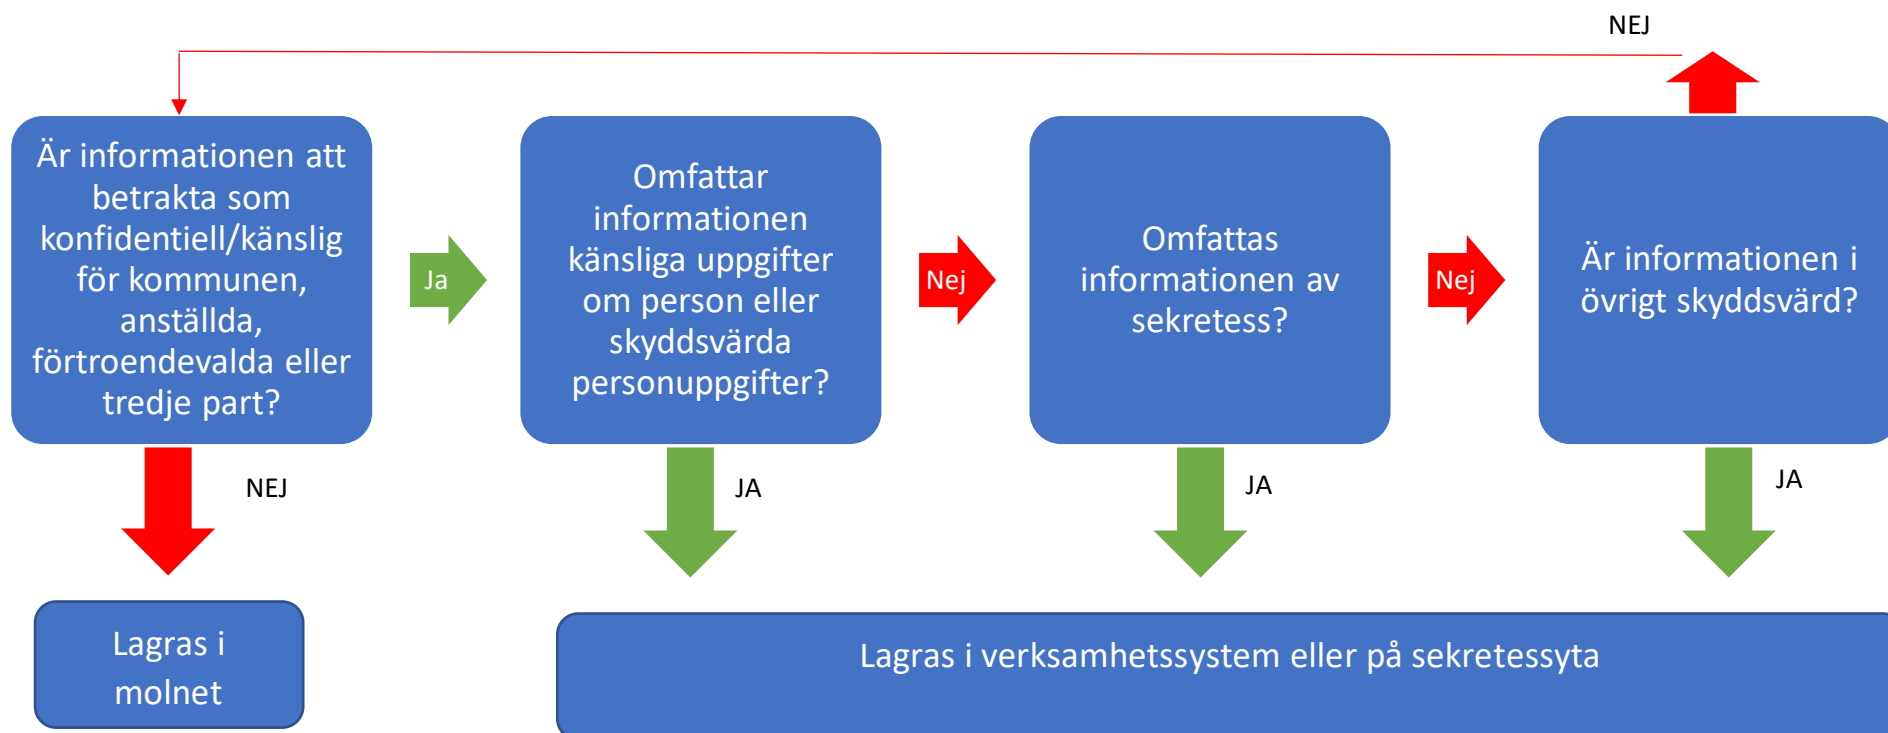 NEJ
Är informationen att
betrakta som
konfidentiell/känslig
för kommunen,
anställda,
förtroendevalda eller
tredje part?
Ja
Omfattar
informationen
känsliga uppgifter
om person eller
skyddsvärda
personuppgifter?
Nej
Omfattas
informationen av
sekretess?
Nej
Är informationen i
övrigt skyddsvärd?
NEJ
JA
JA
JA
Lagras i
molnet
Lagras i verksamhetssystem eller på sekretessyta